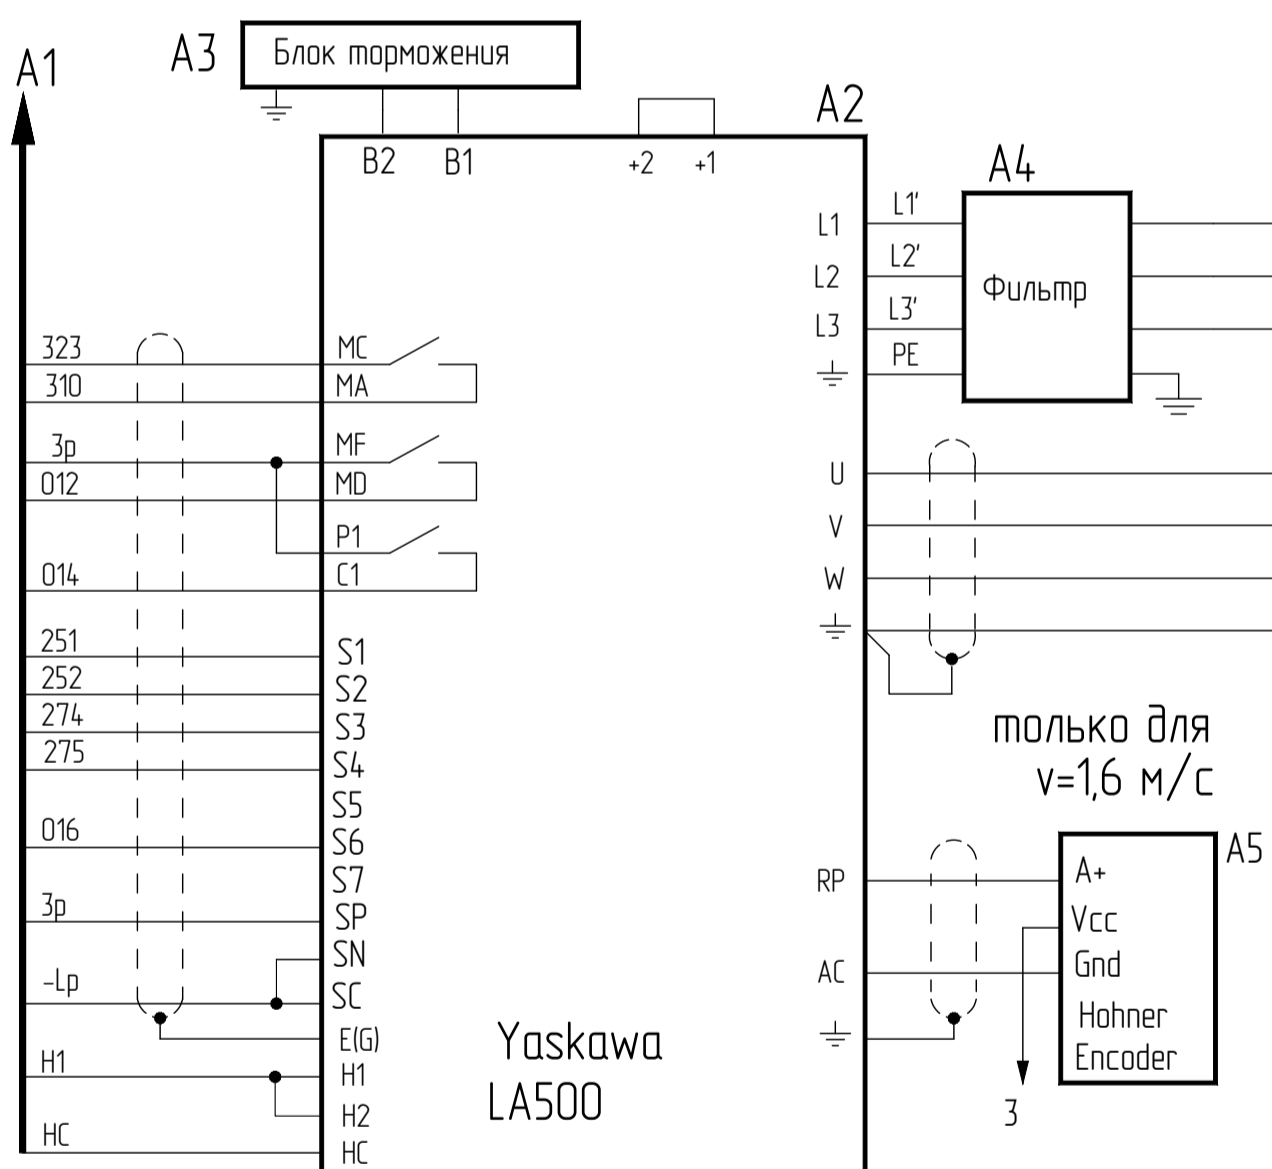 A1
A3
Блок торможения
A2
B2
B1
+2
+1
A4
L1
L1'
L2
L2'
Фильтр
L3
L3'
PE
323
MC
310
MA
3р
MF
012
MD
P1
014
C1
U
V
W
251
S1
252
S2
274
S3
275
S4
S5
016
S6
S7
3р
SP
SN
-Lp
SC
E(G)
H1
H1
H2
HC
HC
Yaskawa
LA500
только для
v=1,6 м/с
A5
RP
A+
Vcc
AC
Gnd
Hohner
Encoder
3